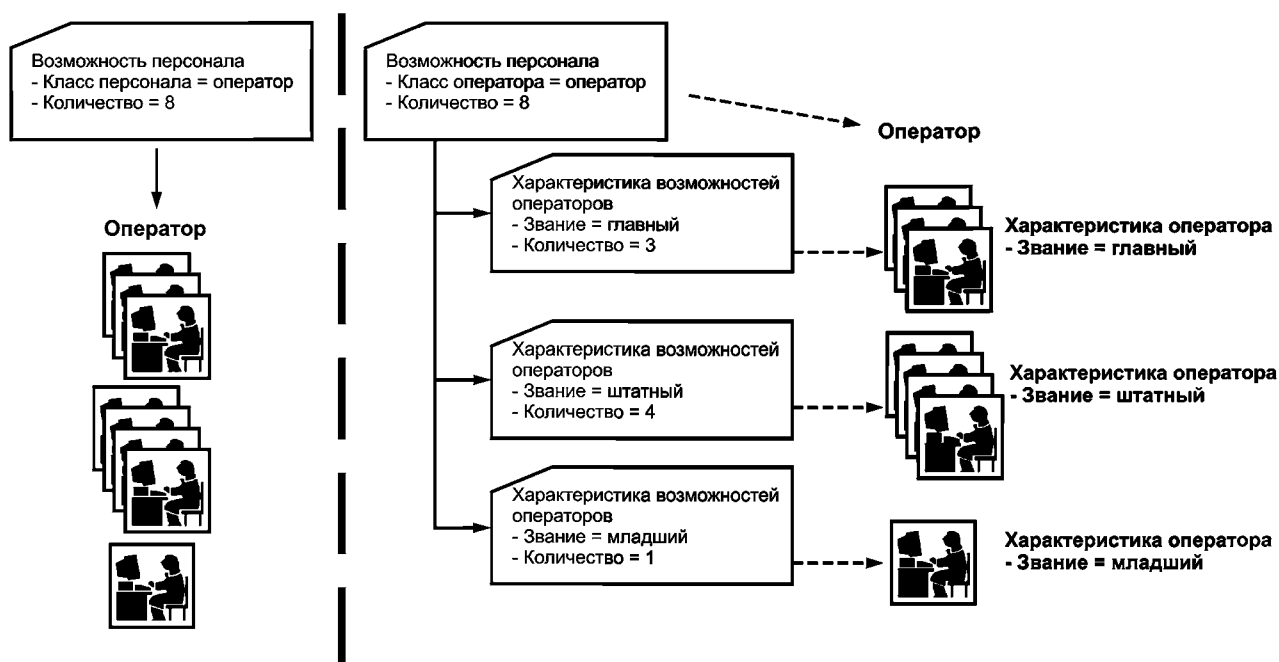 Возможность персонала
- Класс персонала = оператор
- Количество = 8
Оператор
Возможность персонала
- Класс оператора = оператор
- Количество = 8
Оператор
Характеристика возможностей
операторов
- Звание = главный
- Количество = 3
Характеристика оператора
- Звание = главный
Характеристика возможностей
операторов
- Звание = штатный
- Количество = 4
Характеристика оператора
- Звание = штатный
Характеристика возможностей
операторов
- Звание = младший
- Количество = 1
Характеристика оператора
- Звание = младший